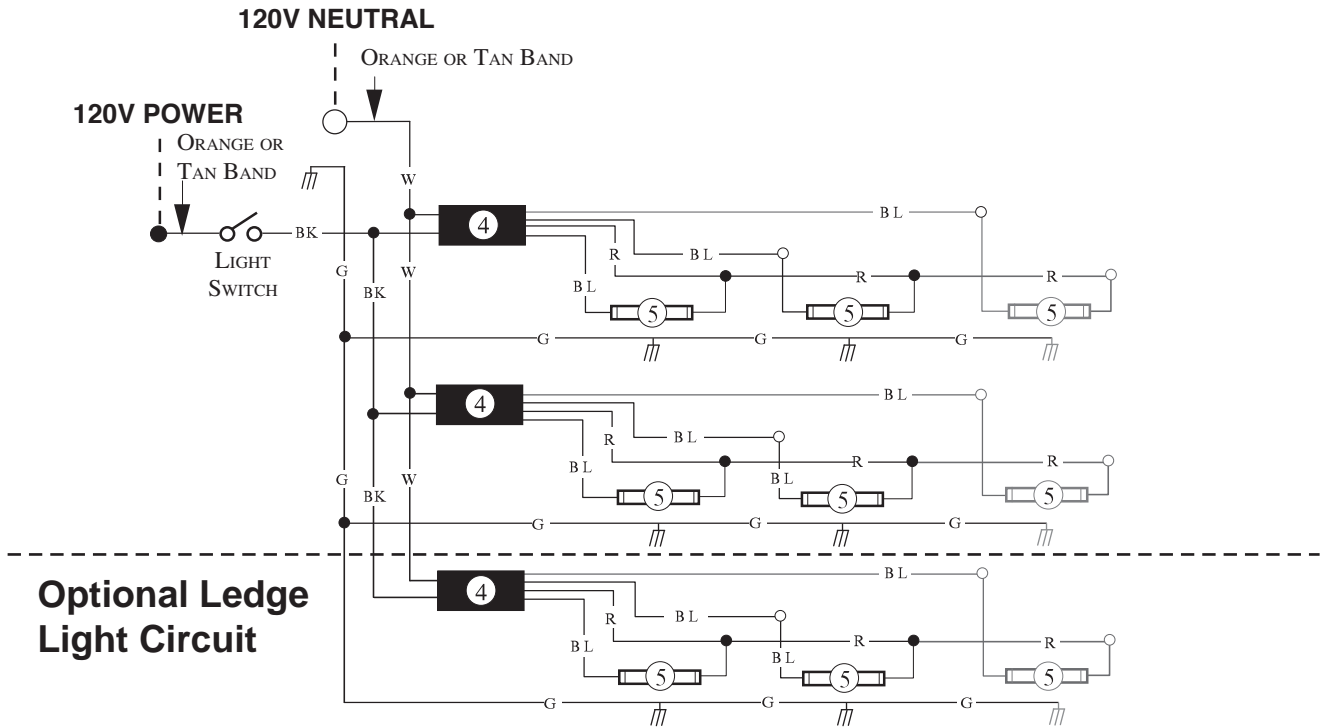 120V NEUTRAL
ORANGE OR TAN BAND
120V POWER
ORANGE OR
TAN BAND
W
BL
4
BK
R
BL
LIGHT
SWITCH
G
W
BK
BL
R
R
5
5
5
G
G
G
BL
4
R
BL
BL
R
R
G
W
BK
BL
5
5
5
G
G
G
Optional Ledge
Light Circuit
BL
4
R
BL
BL
R
R
BL
5
5
5
G
G
G